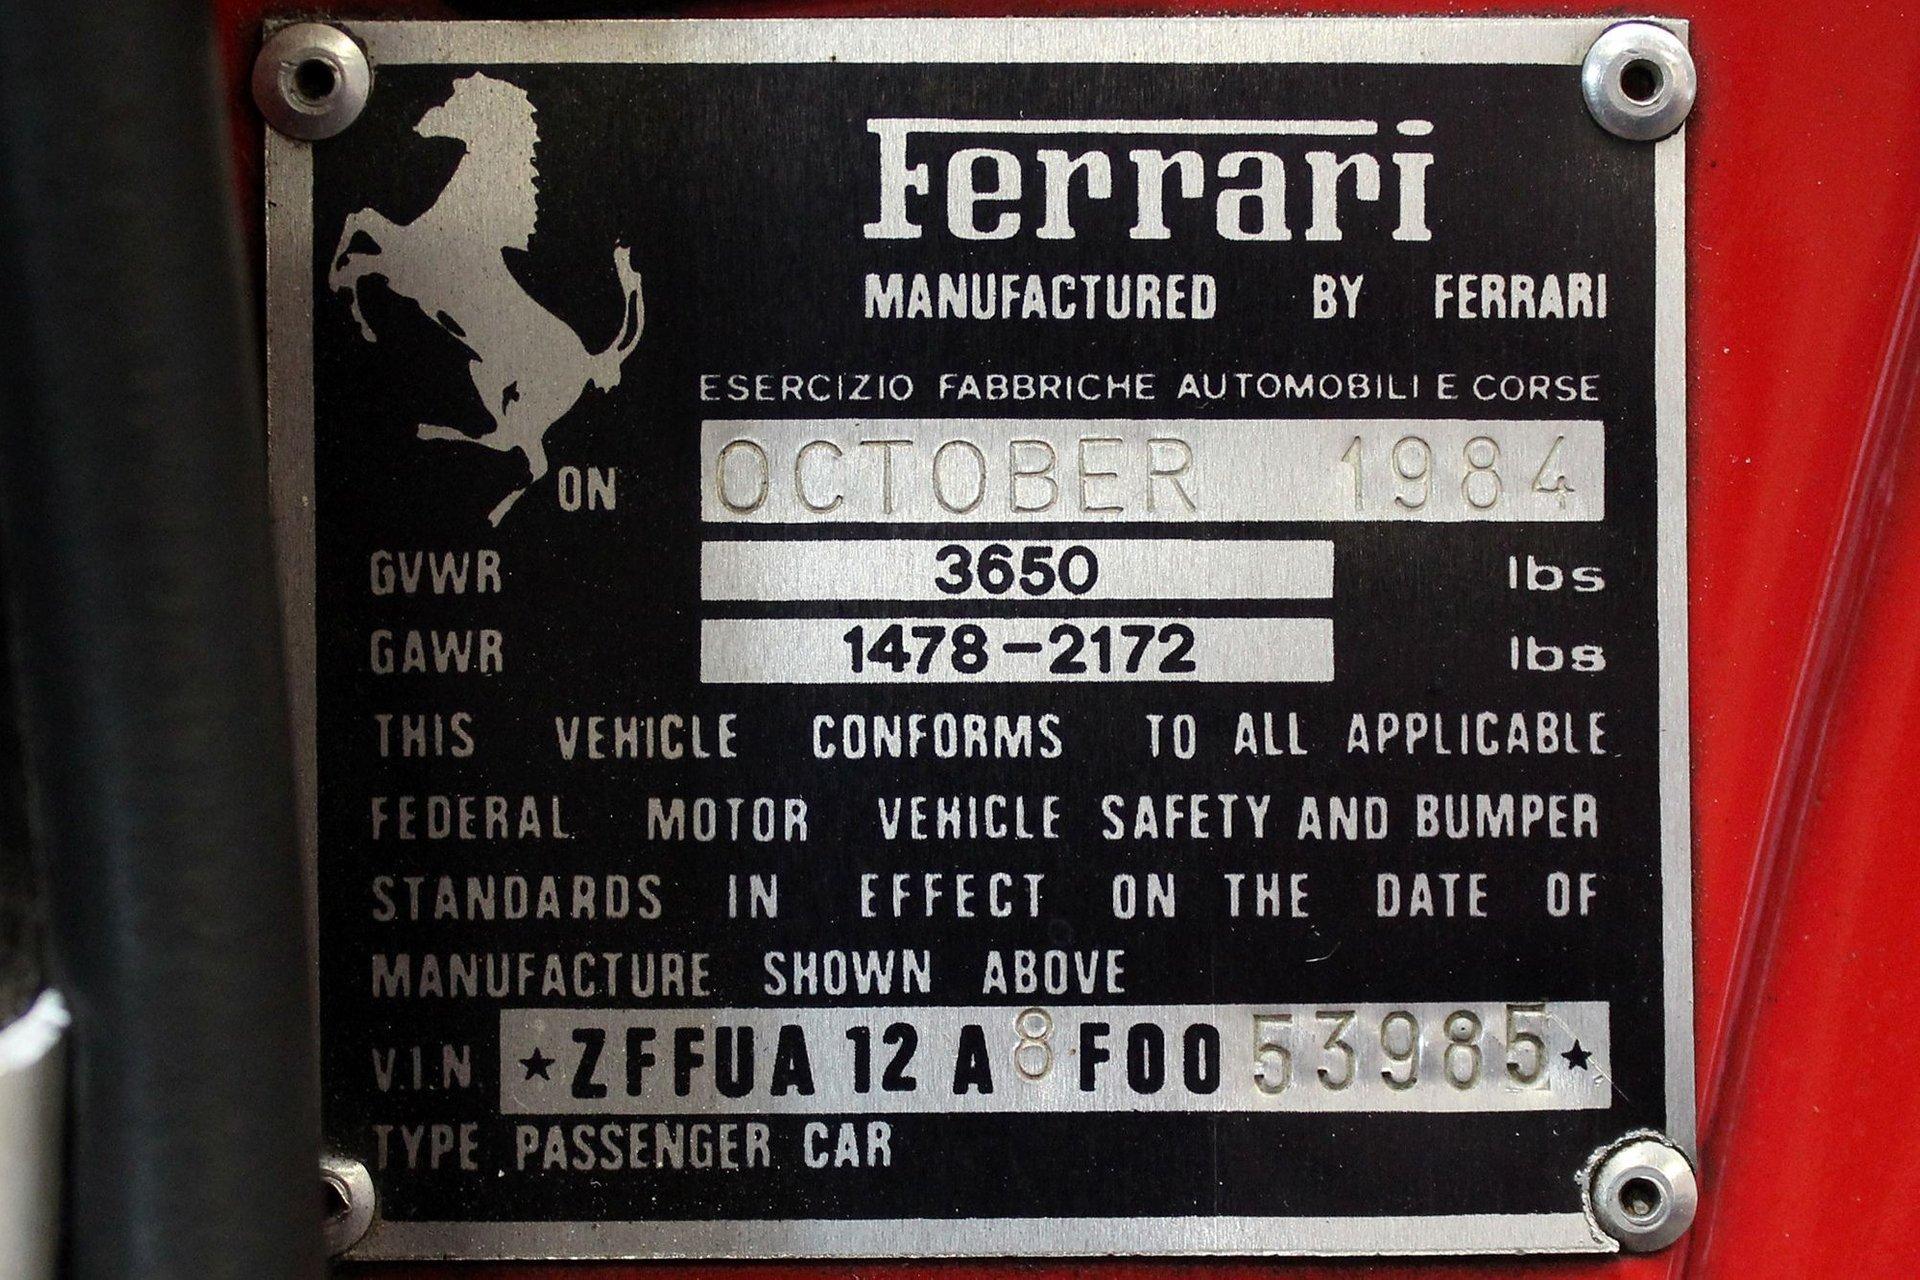 Ferrari
MANUFACTURED BY FERRARI
ESERCIZIO FABBRICHE AUTOMOBILI E CORSE
ON OCTOBER 1984
GVWR 3650 lbs
GAWR 1478-2172 lbs
THIS VEHICLE CONFORMS TO ALL APPLICABLE
FEDERAL MOTOR VEHICLE SAFETY AND BUMPER
STANDARDS IN EFFECT ON THE DATE OF
MANUFACTURE SHOWN ABOVE
V.I.N. ★ZFFUA12A8F0053985★
TYPE PASSENGER CAR